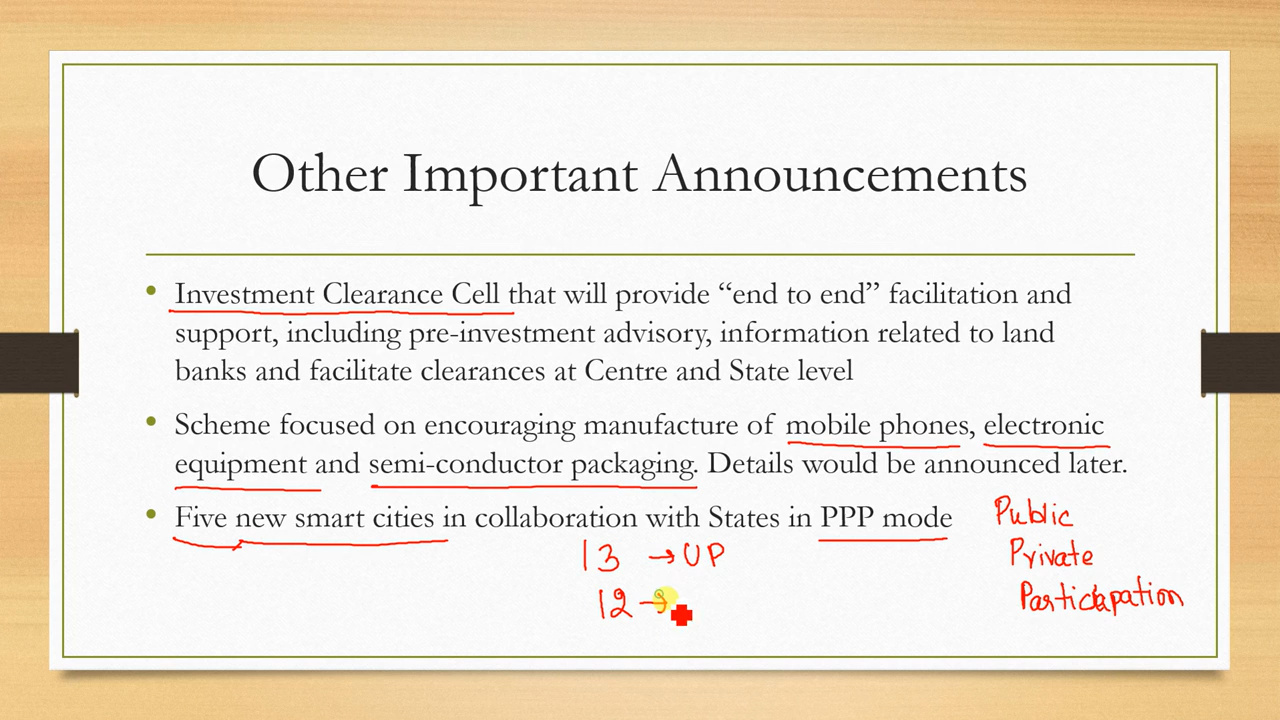 Other Important Announcements
• Investment Clearance Cell that will provide “end to end” facilitation and
support, including pre-investment advisory, information related to land
banks and facilitate clearances at Centre and State level
• Scheme focused on encouraging manufacture of mobile phones, electronic
equipment and semi-conductor packaging. Details would be announced later.
• Five new smart cities in collaboration with States in PPP mode
Public
Private
Participation
13 → UP
12 →